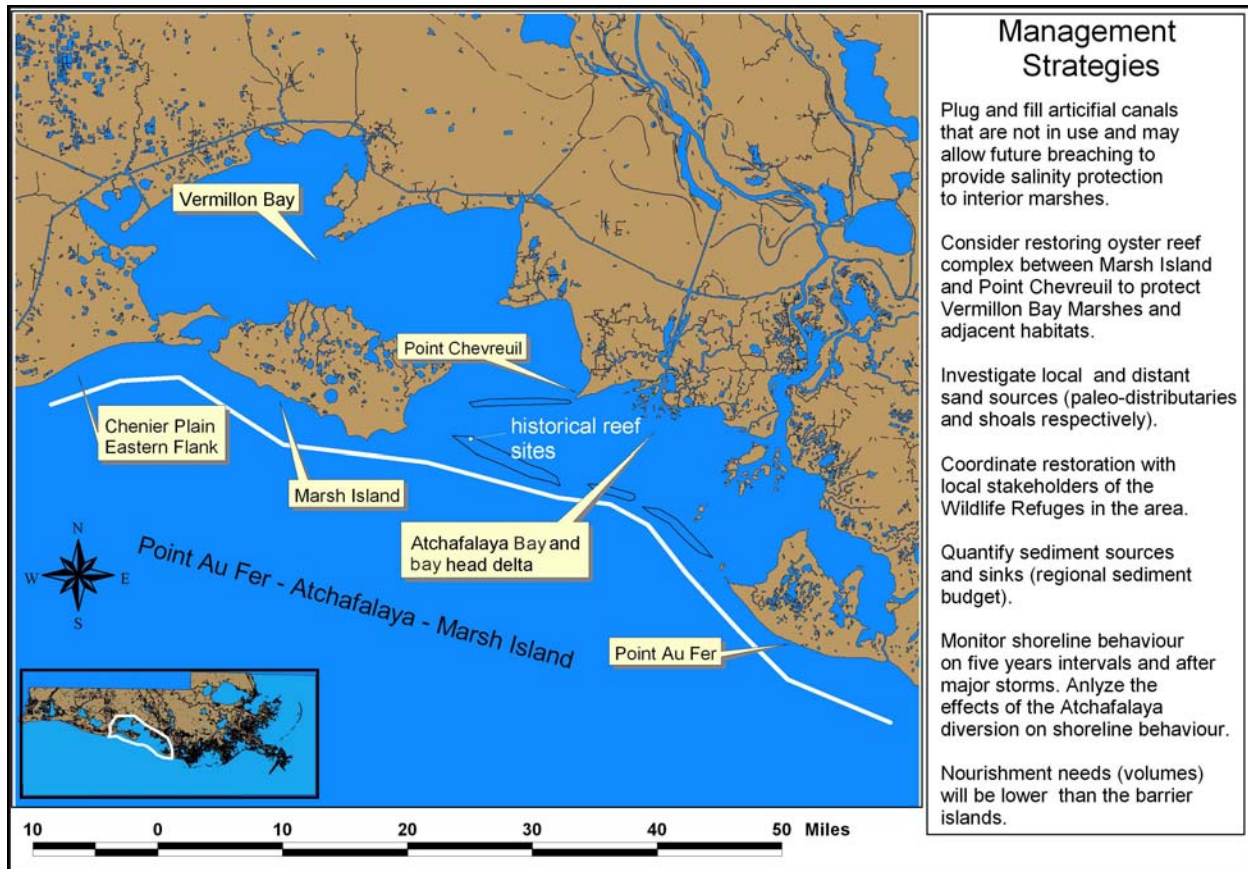 Management
Strategies
Plug and fill articifial canals
that are not in use and may
allow future breaching to
provide salinity protection
to interior marshes.
Consider restoring oyster reef
complex between Marsh Island
and Point Chevreuil to protect
Vermillon Bay Marshes and
adjacent habitats.
Investigate local and distant
sand sources (paleo-distributaries
and shoals respectively).
Coordinate restoration with
local stakeholders of the
Wildlife Refuges in the area.
Quantify sediment sources
and sinks (regional sediment
budget).
Monitor shoreline behaviour
on five years intervals and after
major storms. Anlyze the
effects of the Atchafalaya
diversion on shoreline behaviour.
Nourishment needs (volumes)
will be lower than the barrier
islands.
Vermillon Bay
Point Chevreuil
Chenier Plain
Eastern Flank
historical reef
sites
Marsh Island
Atchafalaya Bay and
bay head delta
Point Au Fer - Atchafalaya - Marsh Island
Point Au Fer
N
W
E
S
10 0 10 20 30 40 50 Miles